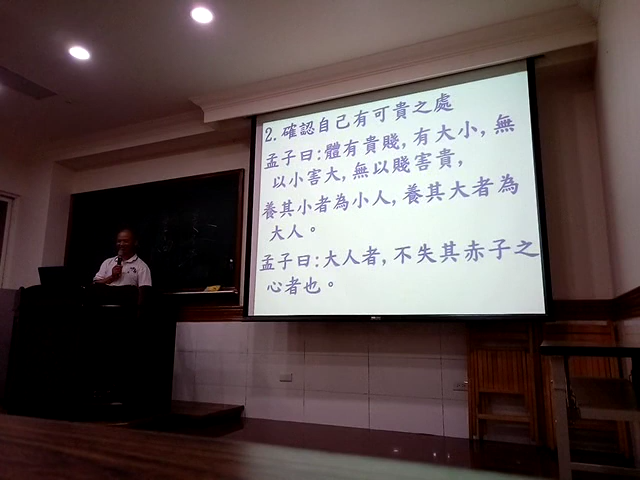 2. 確認自己有可貴之處
孟子曰:體有貴賤,有大小,無
以小害大,無以賤害貴,
養其小者為小人,養其大者為
大人。
孟子曰:大人者,不失其赤子之
心者也。